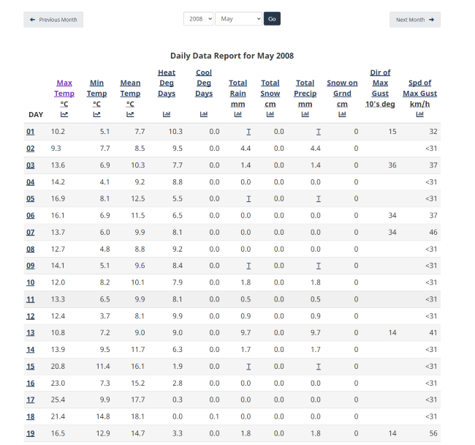 ← Previous Month
2008
May
Go
Next Month →
Daily Data Report for May 2008
DAY Max Temp °C Min Temp °C Mean Temp °C Heat Deg Days Cool Deg Days Total Rain mm Total Snow cm Total Precip mm Snow on Grnd cm Dir of Max Gust 10's deg Spd of Max Gust km/h
01 10.2 5.1 7.7 10.3 0.0 T 0.0 T 0 15 32
02 9.3 7.7 8.5 9.5 0.0 4.4 0.0 4.4 0 <31
03 13.6 6.9 10.3 7.7 0.0 1.4 0.0 1.4 0 36 37
04 14.2 4.1 9.2 8.8 0.0 0.0 0.0 0.0 0 <31
05 16.9 8.1 12.5 5.5 0.0 T 0.0 T 0 <31
06 16.1 6.9 11.5 6.5 0.0 0.0 0.0 0.0 0 34 37
07 13.7 6.0 9.9 8.1 0.0 0.0 0.0 0.0 0 34 46
08 12.7 4.8 8.8 9.2 0.0 0.0 0.0 0.0 0 <31
09 14.1 5.1 9.6 8.4 0.0 T 0.0 T 0 <31
10 12.0 8.2 10.1 7.9 0.0 1.8 0.0 1.8 0 <31
11 13.3 6.5 9.9 8.1 0.0 0.5 0.0 0.5 0 <31
12 12.4 3.7 8.1 9.9 0.0 0.9 0.0 0.9 0 <31
13 10.8 7.2 9.0 9.0 0.0 9.7 0.0 9.7 0 14 41
14 13.9 9.5 11.7 6.3 0.0 1.7 0.0 1.7 0 <31
15 20.8 11.4 16.1 1.9 0.0 T 0.0 T 0 <31
16 23.0 7.3 15.2 2.8 0.0 0.0 0.0 0.0 0 <31
17 25.4 9.9 17.7 0.3 0.0 0.0 0.0 0.0 0 <31
18 21.4 14.8 18.1 0.0 0.1 0.0 0.0 0.0 0 <31
19 16.5 12.9 14.7 3.3 0.0 1.8 0.0 1.8 0 14 56